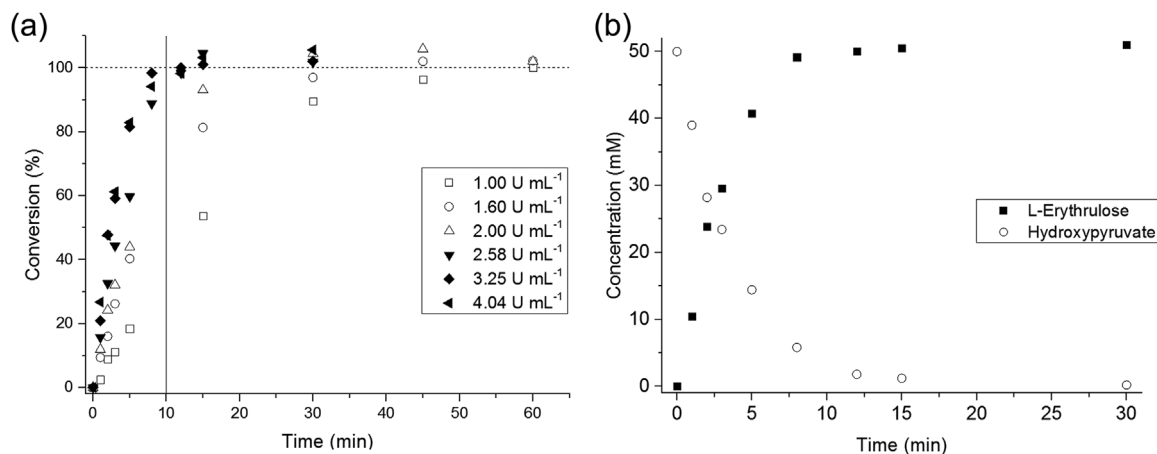 (a)
Conversion (%)
100
80
60
40
20
0
0
10
20
30
40
50
60
Time (min)
1.00 U mL⁻¹
1.60 U mL⁻¹
2.00 U mL⁻¹
2.58 U mL⁻¹
3.25 U mL⁻¹
4.04 U mL⁻¹
(b)
Concentration (mM)
50
40
30
20
10
0
0
5
10
15
20
25
30
Time (min)
L-Erythrulose
Hydroxypyruvate